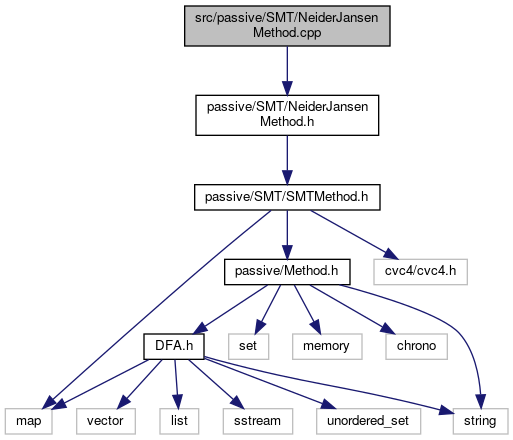 src/passive/SMT/NeiderJansen
Method.cpp
passive/SMT/NeiderJansen
Method.h
passive/SMT/SMTMethod.h
passive/Method.h
cvc4/cvc4.h
DFA.h
set
memory
chrono
map
vector
list
sstream
unordered_set
string